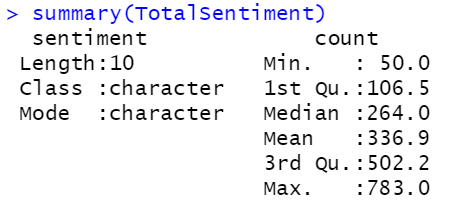 > summary(TotalSentiment)
  sentiment             count
 Length:10          Min.   : 50.0
 Class :character   1st Qu.:106.5
 Mode  :character   Median :264.0
                    Mean   :336.9
                    3rd Qu.:502.2
                    Max.   :783.0